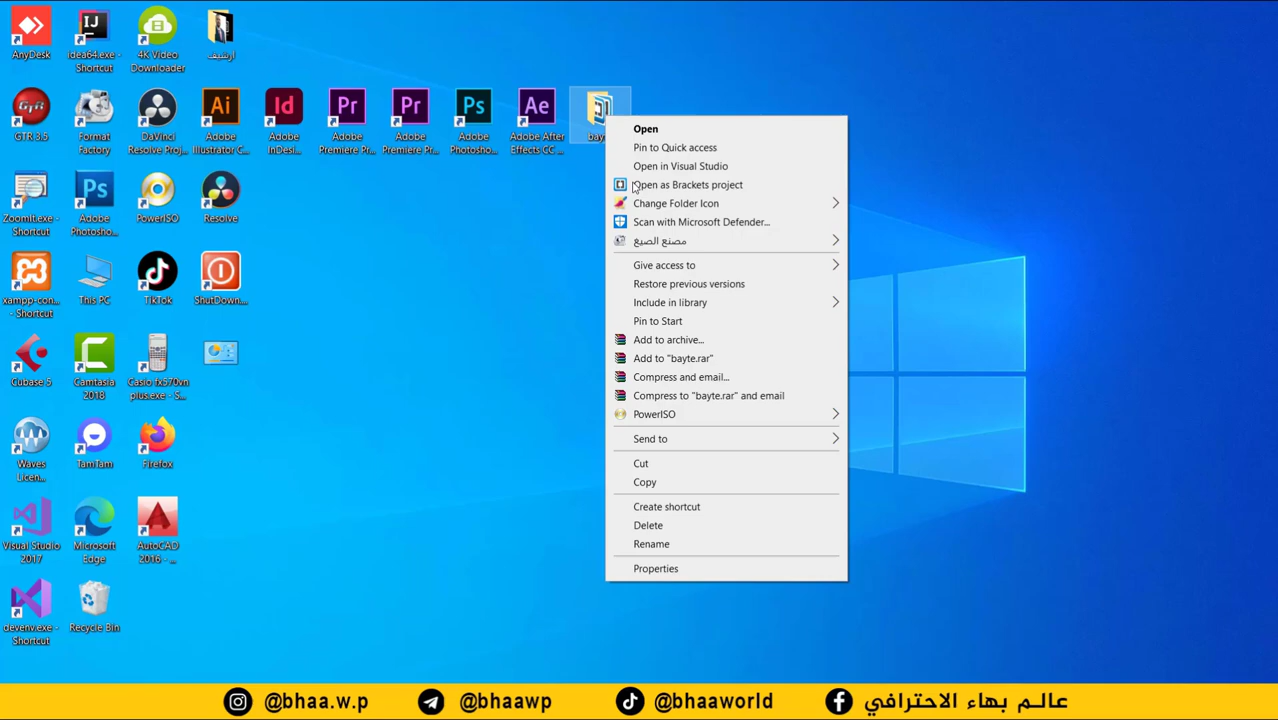 AnyDesk
idea64.exe -
Shortcut
4K Video
Downloader
ارشيف
GTR 3.5
Format
Factory
DaVinci
Resolve Proj...
Adobe
Illustrator C...
Adobe
InDesi...
Adobe
Premiere Pr...
Adobe
Premiere Pr...
Adobe
Photosho...
Adobe After
Effects CC ...
ZoomIt.exe -
Shortcut
Adobe
Photosho...
PowerISO
Resolve
xampp-con...
- Shortcut
This PC
TikTok
ShutDown....
Cubase 5
Camtasia
2018
Casio fx570vn
plus.exe - S...
Waves
Licen...
TamTam
Firefox
Visual Studio
2017
Microsoft
Edge
AutoCAD
2016 - ...
devenv.exe -
Shortcut
Recycle Bin
Open
Pin to Quick access
Open in Visual Studio
Open as Brackets project
Change Folder Icon
Scan with Microsoft Defender...
مصنع الصيغ
Give access to
Restore previous versions
Include in library
Pin to Start
Add to archive...
Add to "bayte.rar"
Compress and email...
Compress to "bayte.rar" and email
PowerISO
Send to
Cut
Copy
Create shortcut
Delete
Rename
Properties
@bhaa.w.p
@bhaawp
@bhaaworld
عالم بهاء الاحترافي